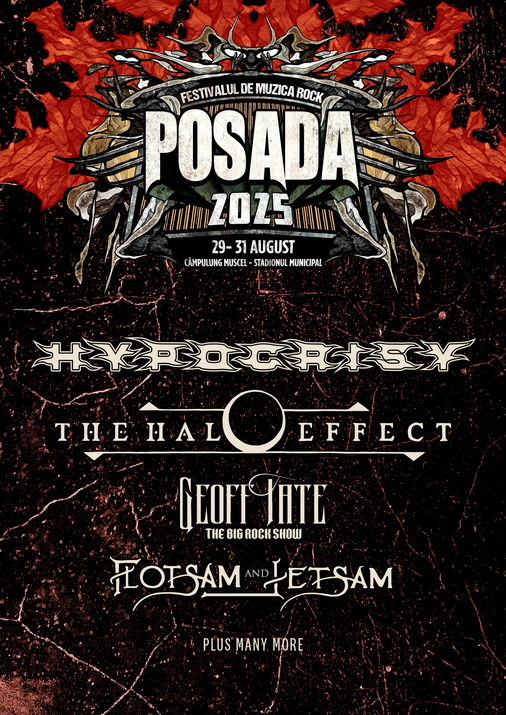 FESTIVALUL DE MUZICA ROCK
POSADA
2025
29- 31 AUGUST
CÂMPULUNG MUSCEL - STADIONUL MUNICIPAL
HYPOCRISY
THE HALO EFFECT
GEOFF TATE
THE BIG ROCK SHOW
FLOTSAM AND JETSAM
PLUS MANY MORE